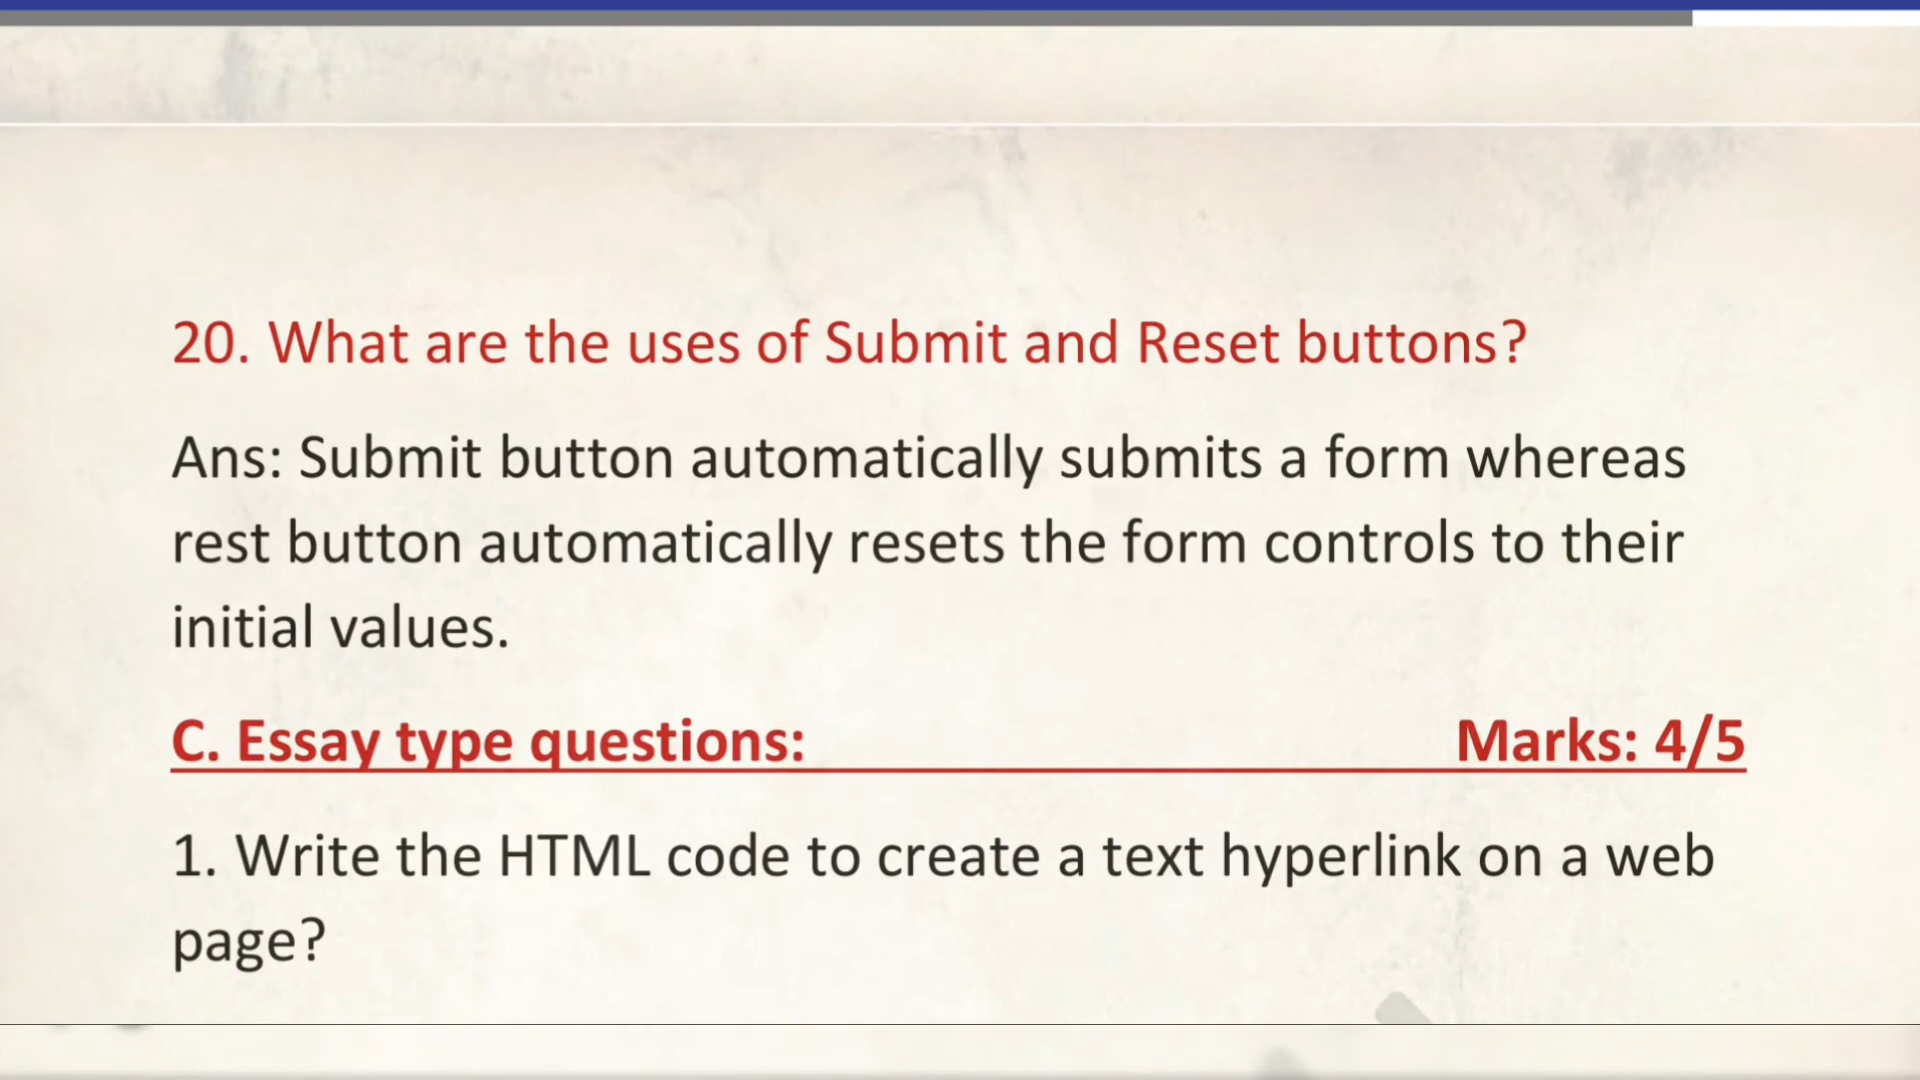 20. What are the uses of Submit and Reset buttons?
Ans: Submit button automatically submits a form whereas
rest button automatically resets the form controls to their
initial values.
C. Essay type questions: Marks: 4/5
1. Write the HTML code to create a text hyperlink on a web
page?